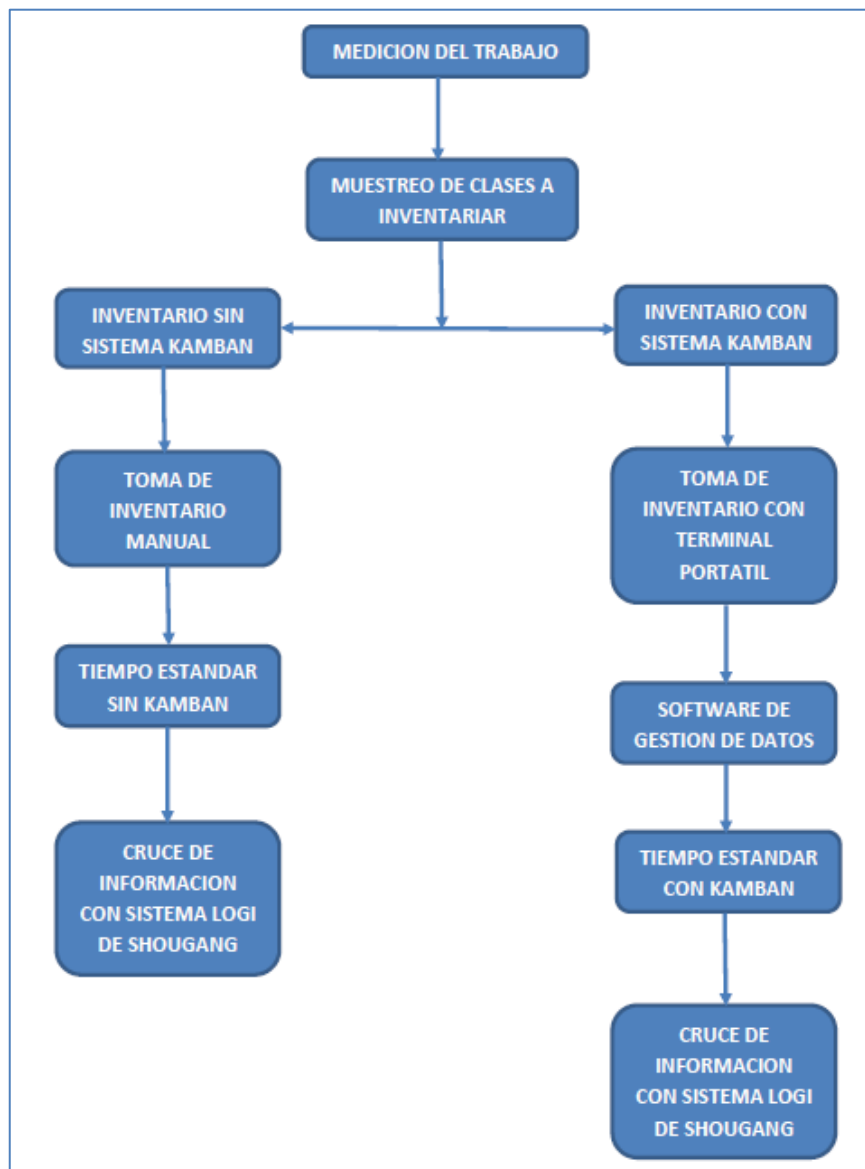 MEDICION DEL TRABAJO
MUESTREO DE CLASES A
INVENTARIAR
INVENTARIO SIN
SISTEMA KAMBAN
TOMA DE
INVENTARIO
MANUAL
TIEMPO ESTANDAR
SIN KAMBAN
CRUCE DE
INFORMACION
CON SISTEMA LOGI
DE SHOUGANG
INVENTARIO CON
SISTEMA KAMBAN
TOMA DE
INVENTARIO CON
TERMINAL
PORTATIL
SOFTWARE DE
GESTION DE DATOS
TIEMPO ESTANDAR
CON KAMBAN
CRUCE DE
INFORMACION
CON SISTEMA LOGI
DE SHOUGANG